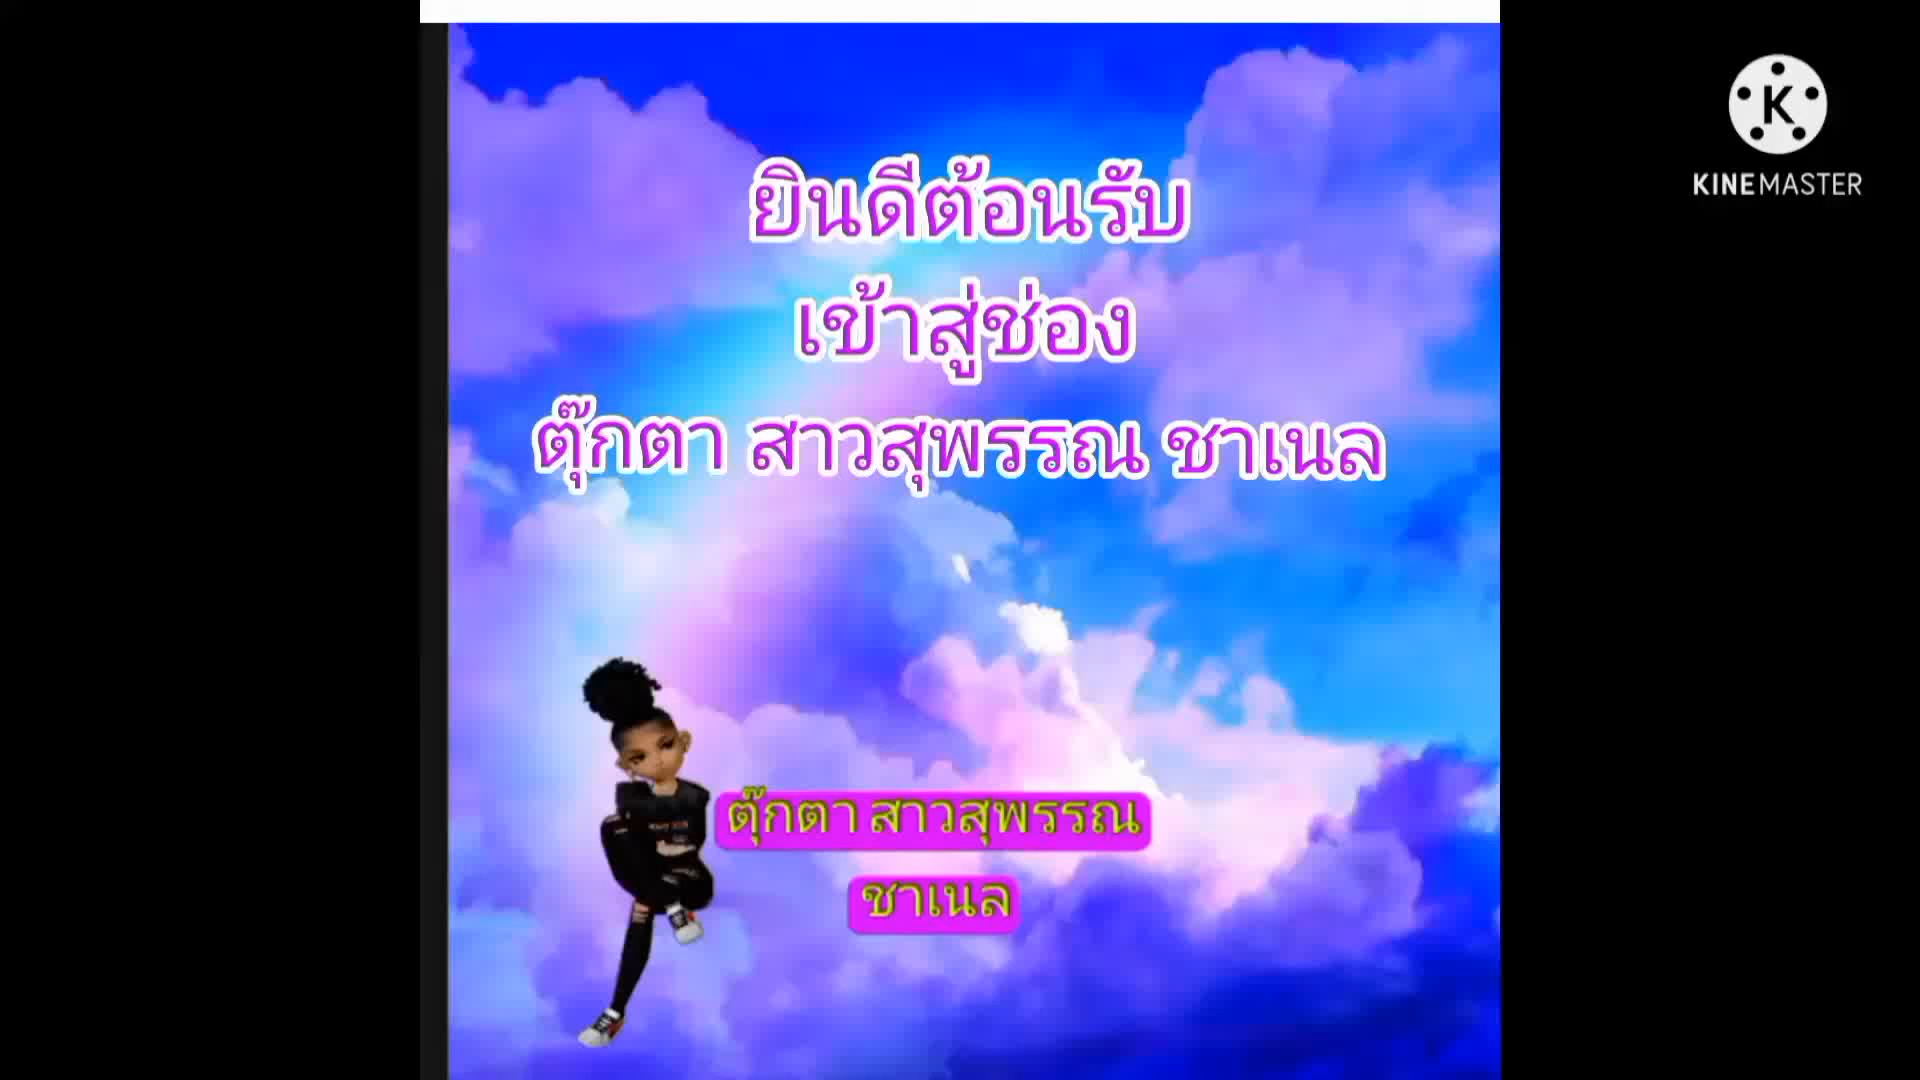 ยินดีต้อนรับ
เข้าสู่ช่อง
ตุ๊กตา สาวสุพรรณ ชาเนล
ตุ๊กตา สาวสุพรรณ
ชาเนล
K
KINEMASTER